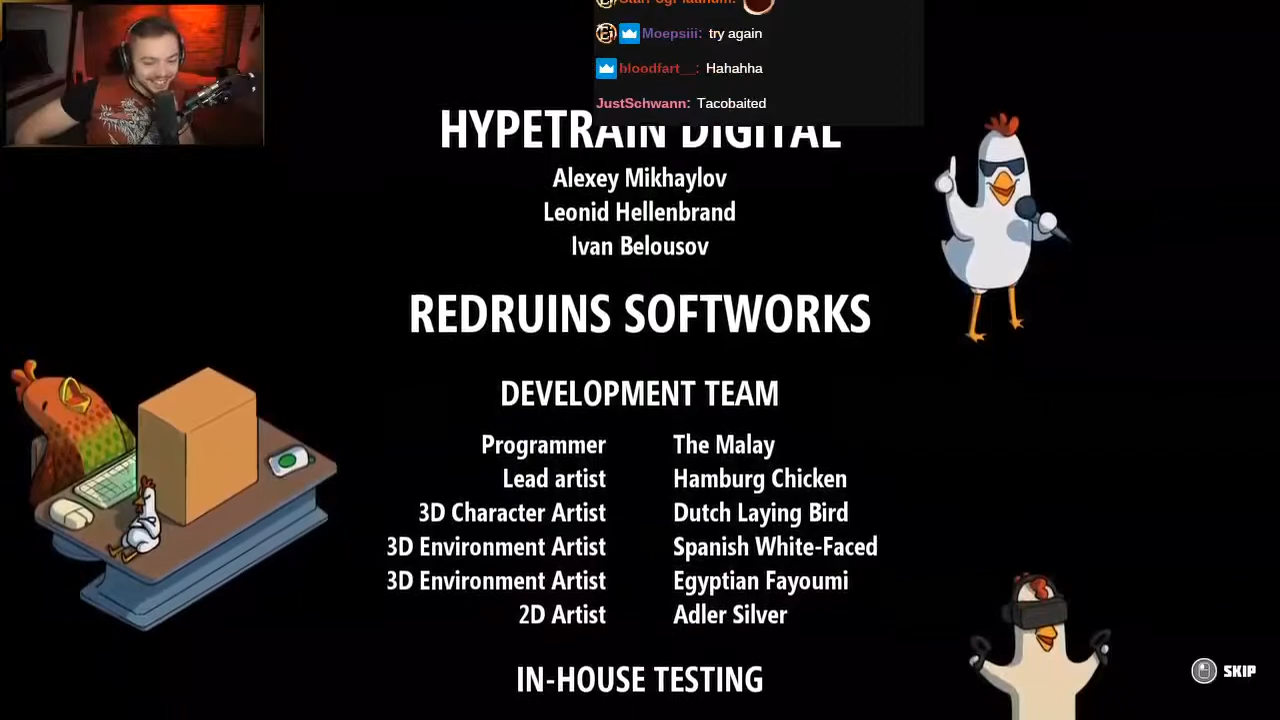 Moepsiii: try again
bloodfart__: Hahahha
JustSchwann: Tacobaited
HYPETRAIN DIGITAL
Alexey Mikhaylov
Leonid Hellenbrand
Ivan Belousov
REDRUINS SOFTWORKS
DEVELOPMENT TEAM
Programmer The Malay
Lead artist Hamburg Chicken
3D Character Artist Dutch Laying Bird
3D Environment Artist Spanish White-Faced
3D Environment Artist Egyptian Fayoumi
2D Artist Adler Silver
IN-HOUSE TESTING
SKIP